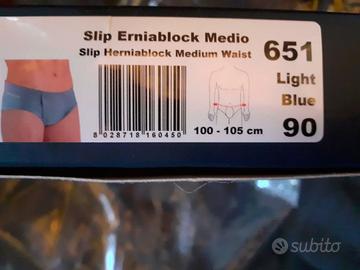 Slip Erniablock Medio
Slip Herniablock Medium Waist
651
Light
Blue
90
8 028718 160450
100 - 105 cm
subito